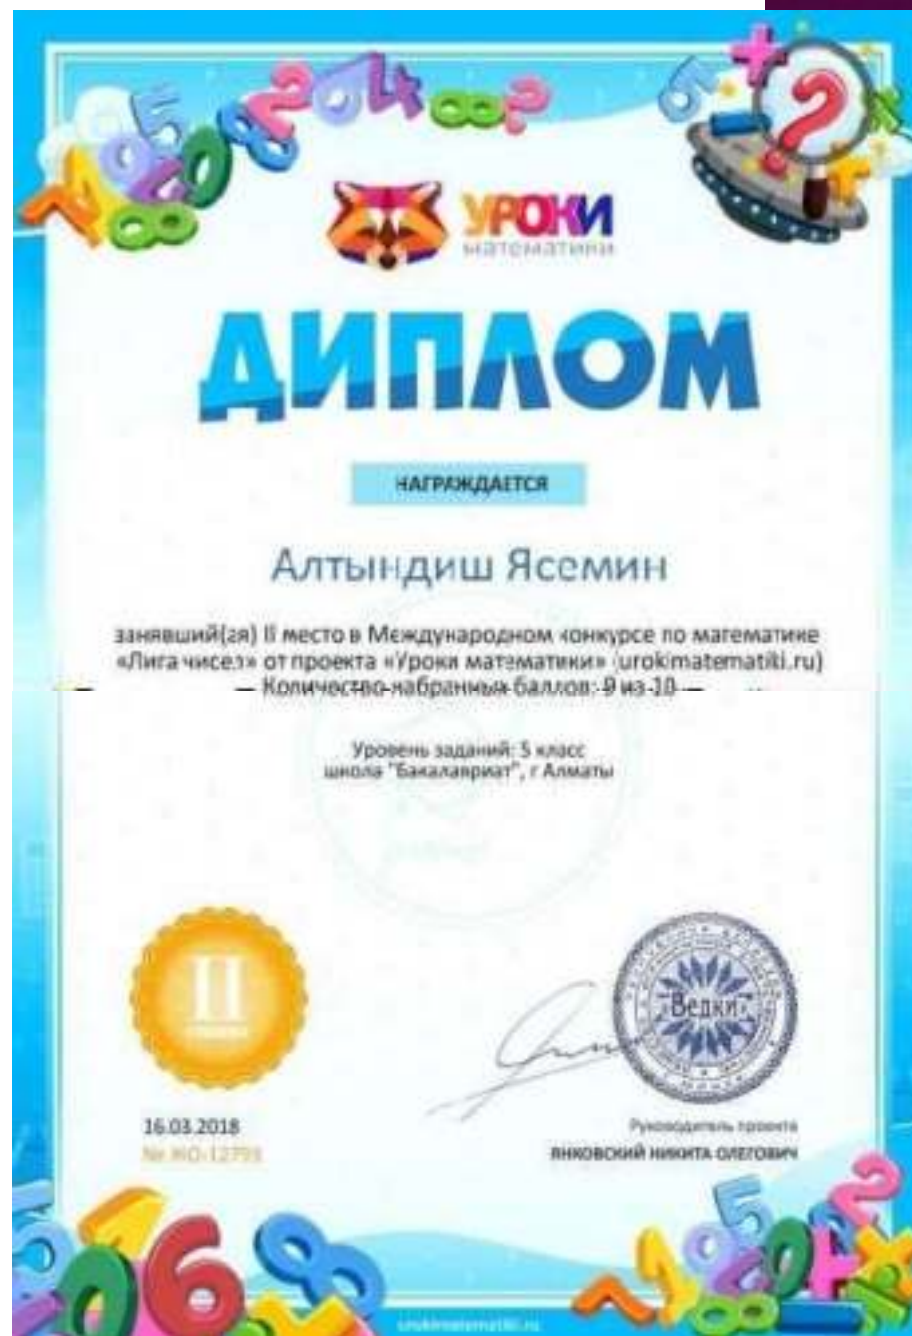 УРОКИ
математики
ДИПЛОМ
НАГРАЖДАЕТСЯ
Алтындиш Ясемин
занявший(ая) II место в Международном конкурсе по математике
«Лига чисел» от проекта «Уроки математики» (urokimatematiki.ru)
Количество набранных баллов: 9 из 10
Уровень заданий: 5 класс
школа "Бакалавриат", г Алматы
II
Ведки
16.03.2018
Руководитель проекта
ЯНКОВСКИЙ НИКИТА ОЛЕГОВИЧ
urokimatematiki.ru